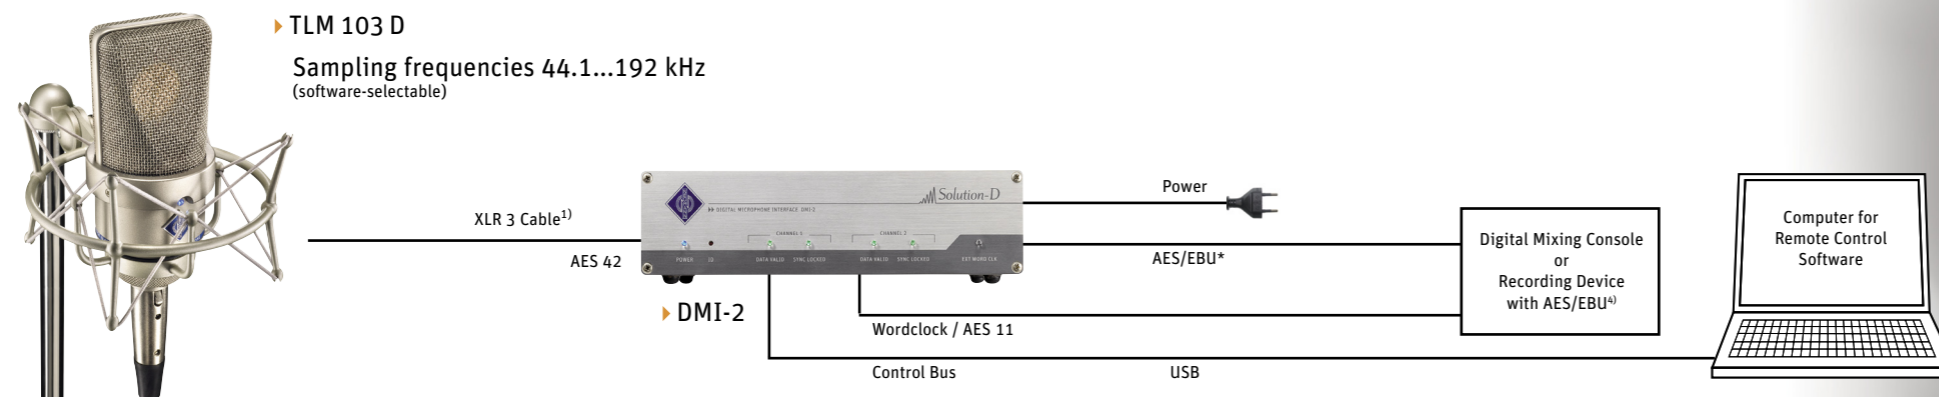 TLM 103 D
Sampling frequencies 44.1...192 kHz
(software-selectable)
XLR 3 Cable1)
AES 42
Solution-D
DIGITAL MICROPHONE INTERFACE DMI-2
CHANNEL 1
CHANNEL 2
POWER
DATA VALID
SYNC LOCKED
DATA VALID
SYNC LOCKED
EXT WORD CLK
DMI-2
Power
AES/EBU*
Wordclock / AES 11
Control Bus
USB
Digital Mixing Console
or
Recording Device
with AES/EBU4)
Computer for
Remote Control
Software